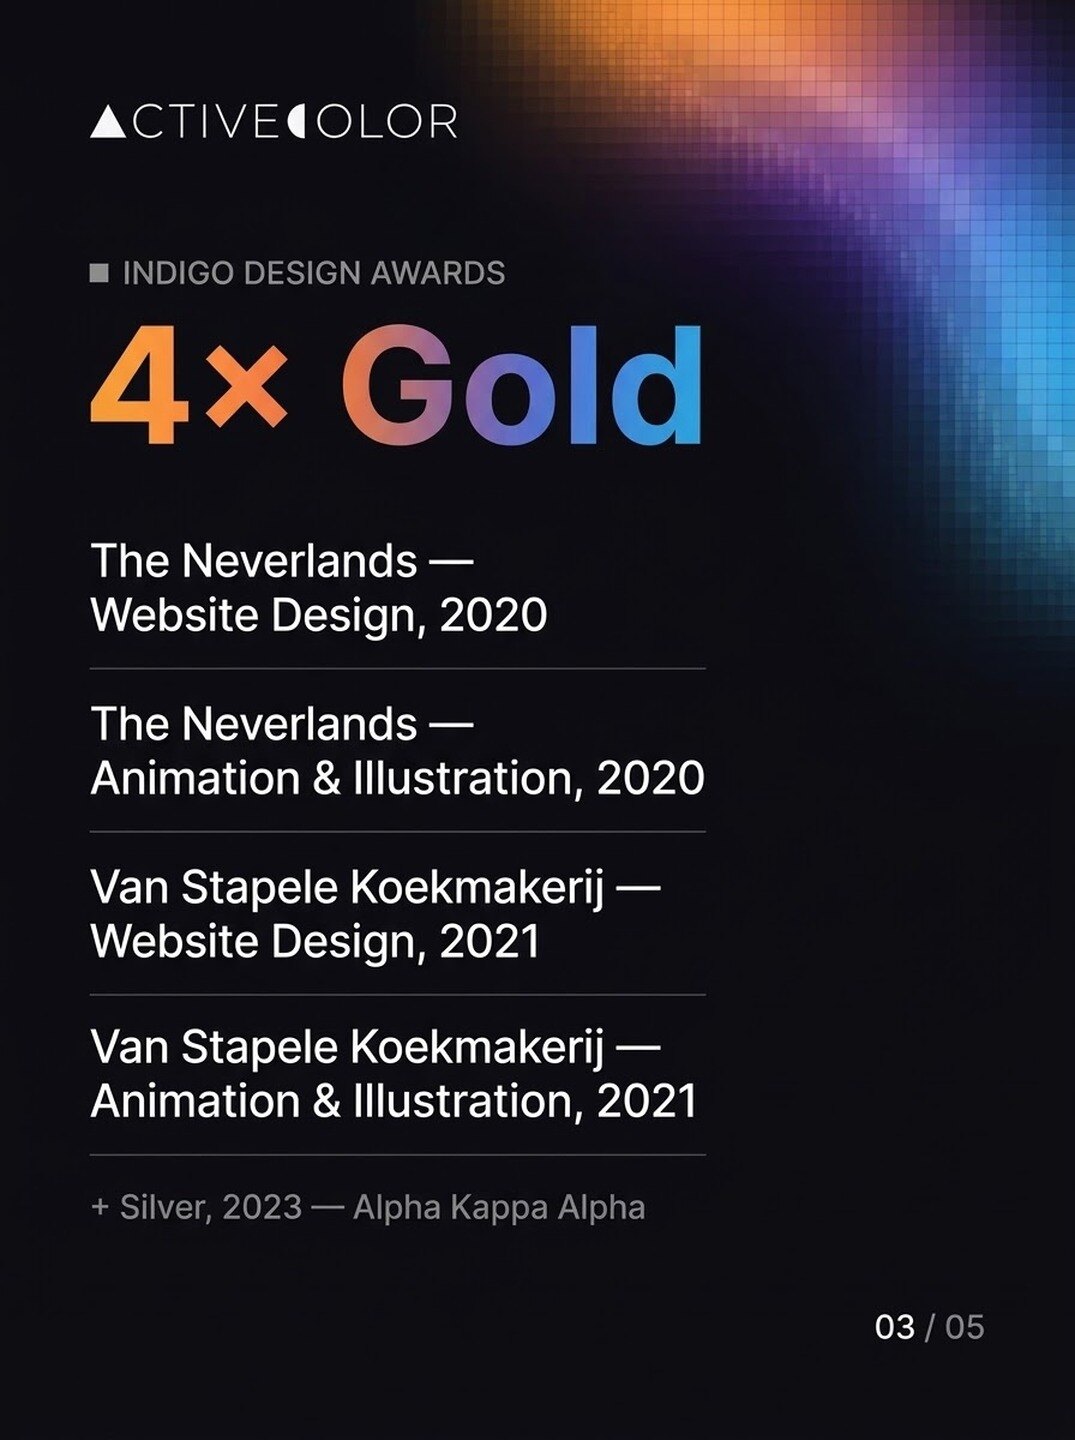 ACTIVECOLOR
INDIGO DESIGN AWARDS
4× Gold
The Neverlands —
Website Design, 2020
The Neverlands —
Animation & Illustration, 2020
Van Stapele Koekmakerij —
Website Design, 2021
Van Stapele Koekmakerij —
Animation & Illustration, 2021
+ Silver, 2023 — Alpha Kappa Alpha
03 / 05